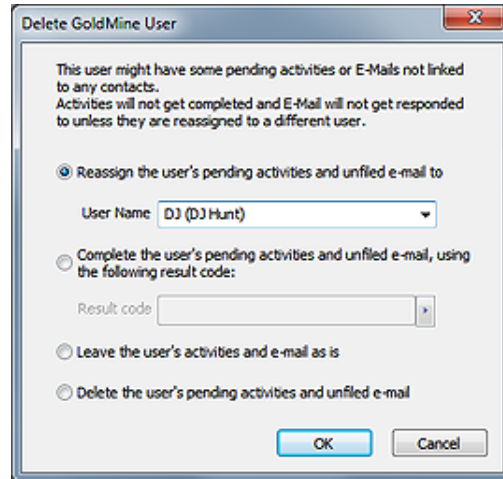 Delete GoldMine User
This user might have some pending activities or E-Mails not linked
to any contacts.
Activities will not get completed and E-Mail will not get responded
to unless they are reassigned to a different user.
Reassign the user's pending activities and unfiled e-mail to
User Name DJ (DJ Hunt)
Complete the user's pending activities and unfiled e-mail, using
the following result code:
Result code
Leave the user's activities and e-mail as is
Delete the user's pending activities and unfiled e-mail
OK Cancel